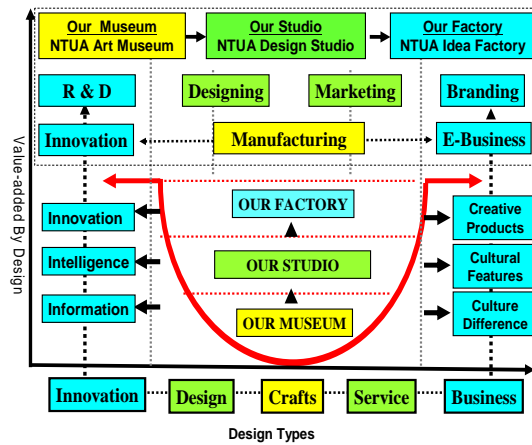 Our Museum
NTUA Art Museum
Our Studio
NTUA Design Studio
Our Factory
NTUA Idea Factory
R & D
Designing
Marketing
Branding
Innovation
Manufacturing
E-Business
Value-added By Design
OUR FACTORY
Innovation
Creative
Products
Intelligence
OUR STUDIO
Cultural
Features
Information
OUR MUSEUM
Culture
Difference
Innovation
Design
Crafts
Service
Business
Design Types